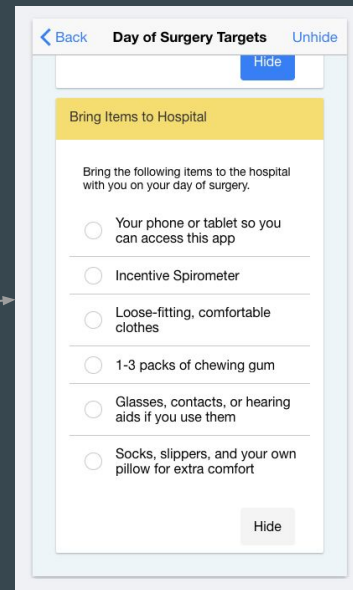 Back Day of Surgery Targets Unhide
Hide
Bring Items to Hospital
Bring the following items to the hospital
with you on your day of surgery.
Your phone or tablet so you
can access this app
Incentive Spirometer
Loose-fitting, comfortable
clothes
1-3 packs of chewing gum
Glasses, contacts, or hearing
aids if you use them
Socks, slippers, and your own
pillow for extra comfort
Hide